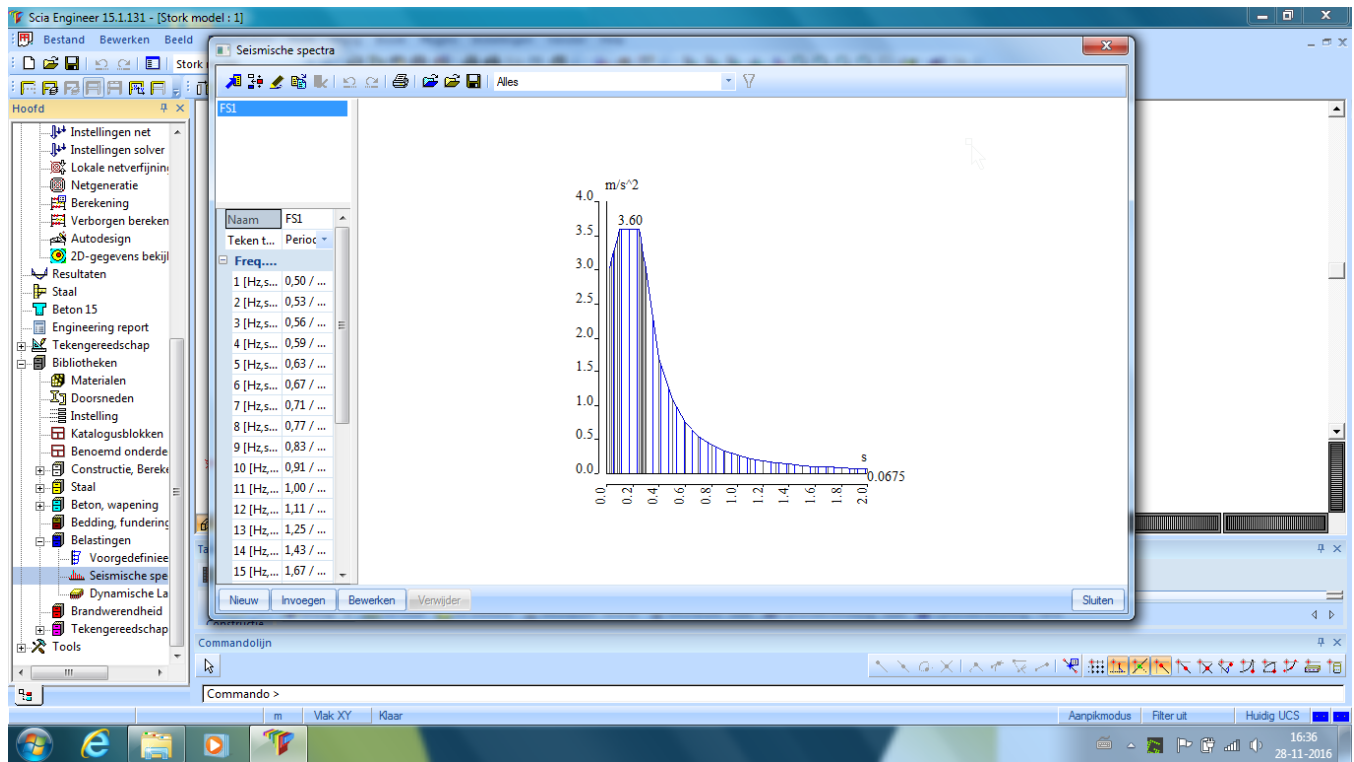 Scia Engineer 15.1.131 - [Stork model : 1]
Bestand Bewerken Beeld
Stork
Hoofd
Instellingen net
Instellingen solver
Lokale netverfijning
Netgeneratie
Berekening
Verborgen bereken
Autodesign
2D-gegevens bekijl
Resultaten
Staal
Beton 15
Engineering report
Tekengereedschap
Bibliotheken
Materialen
Doorsneden
Instelling
Katalogusblokken
Benoemd onderde
Constructie, Bereke
Staal
Beton, wapening
Bedding, fundering
Belastingen
Voorgedefiniee
Seismische spe
Dynamische La
Brandwerendheid
Tekengereedschap
Tools
Seismische spectra
Alles
FS1
Naam FS1
Teken t... Perioc
Freq....
1 [Hz,s... 0,50 / ...
2 [Hz,s... 0,53 / ...
3 [Hz,s... 0,56 / ...
4 [Hz,s... 0,59 / ...
5 [Hz,s... 0,63 / ...
6 [Hz,s... 0,67 / ...
7 [Hz,s... 0,71 / ...
8 [Hz,s... 0,77 / ...
9 [Hz,s... 0,83 / ...
10 [Hz,... 0,91 / ...
11 [Hz,... 1,00 / ...
12 [Hz,... 1,11 / ...
13 [Hz,... 1,25 / ...
14 [Hz,... 1,43 / ...
15 [Hz,... 1,67 / ...
m/s^2
4.0
3.60
3.5
3.0
2.5
2.0
1.5
1.0
0.5
0.0
s
0.0675
0.0 0.2 0.4 0.6 0.8 1.0 1.2 1.4 1.6 1.8 2.0
Nieuw Invoegen Bewerken Verwijder Sluiten
Commandolijn
Commando >
m Vlak XY Klaar Aanpikmodus Filter uit Huidig UCS
16:36
28-11-2016